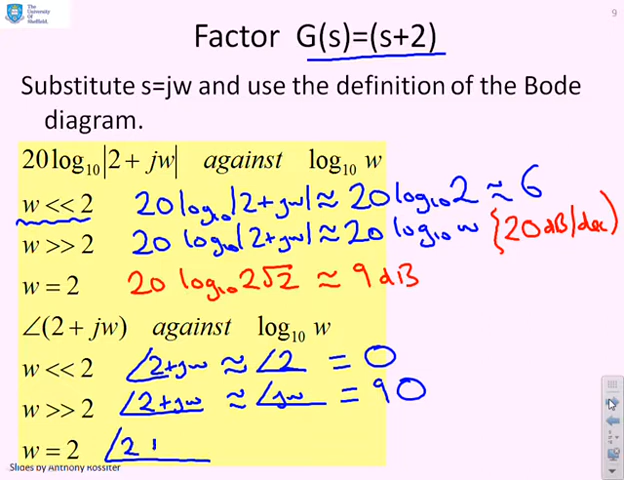 The University Of Sheffield.
9
Factor G(s)=(s+2)
Substitute s=jw and use the definition of the Bode
diagram.
20log₁₀|2 + jw| against log₁₀ w
w << 2 20 log₁₀|2+jw| ≈ 20 log₁₀ 2 ≈ 6
w >> 2 20 log₁₀|2+jw| ≈ 20 log₁₀ w {20 dB/dec}
w = 2 20 log₁₀ 2√2 ≈ 9 dB
∠(2 + jw) against log₁₀ w
w << 2 ∠2+jw ≈ ∠2 = 0
w >> 2 ∠2+jw ≈ ∠jw = 90
w = 2 ∠2
Slides by Anthony Rossiter